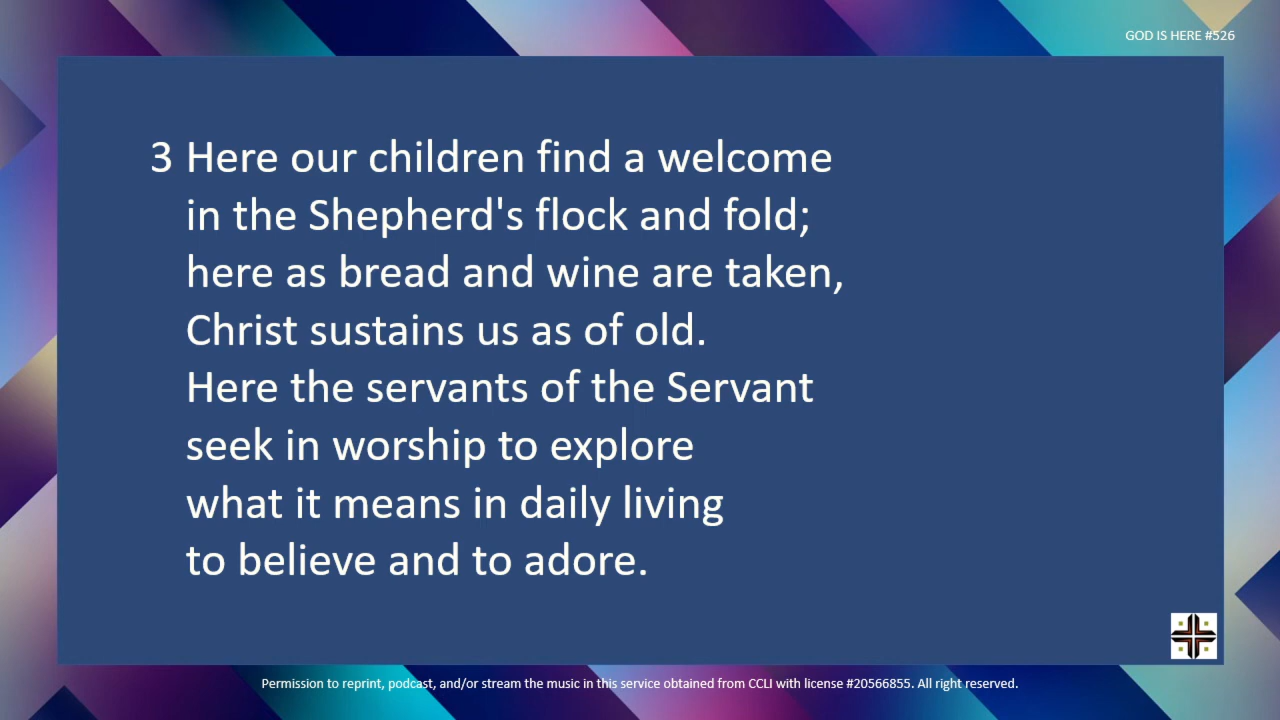 GOD IS HERE #526
3 Here our children find a welcome
in the Shepherd's flock and fold;
here as bread and wine are taken,
Christ sustains us as of old.
Here the servants of the Servant
seek in worship to explore
what it means in daily living
to believe and to adore.
Permission to reprint, podcast, and/or stream the music in this service obtained from CCLI with license #20566855. All right reserved.